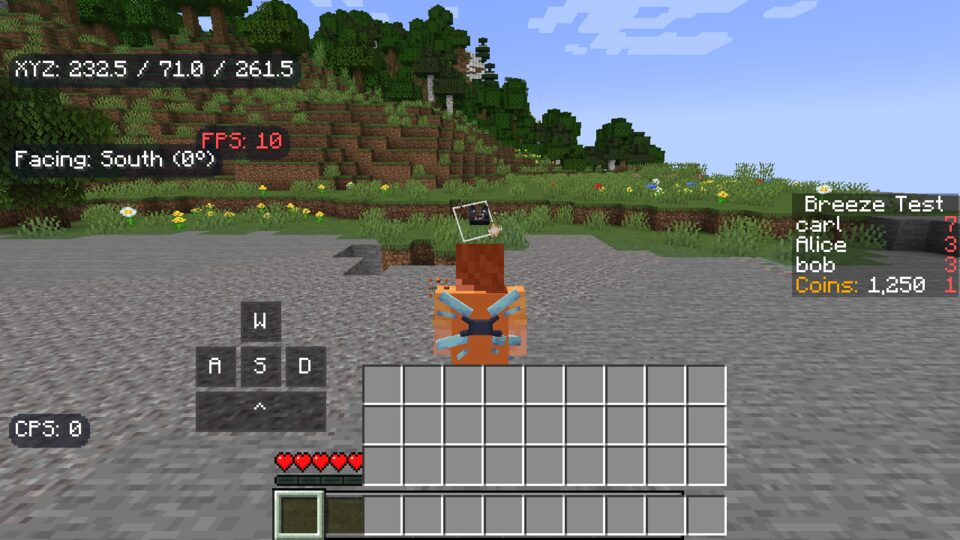 XYZ: 232.5 / 71.0 / 261.5
FPS: 10
Facing: South (0°)
Breeze Test
carl 7
Alice 3
bob 3
Coins: 1,250 1
W
A S D
^
CPS: 0